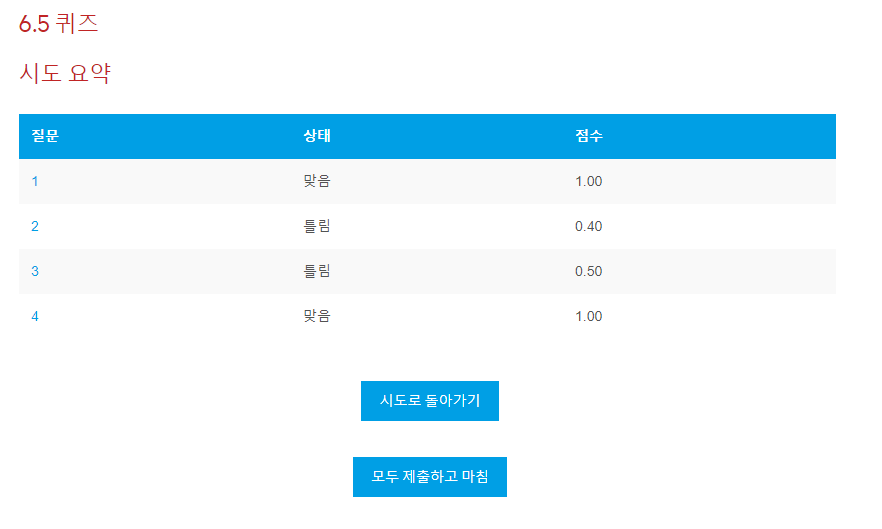 6.5 퀴즈
시도 요약
질문 상태 점수
1 맞음 1.00
2 틀림 0.40
3 틀림 0.50
4 맞음 1.00
시도로 돌아가기
모두 제출하고 마침